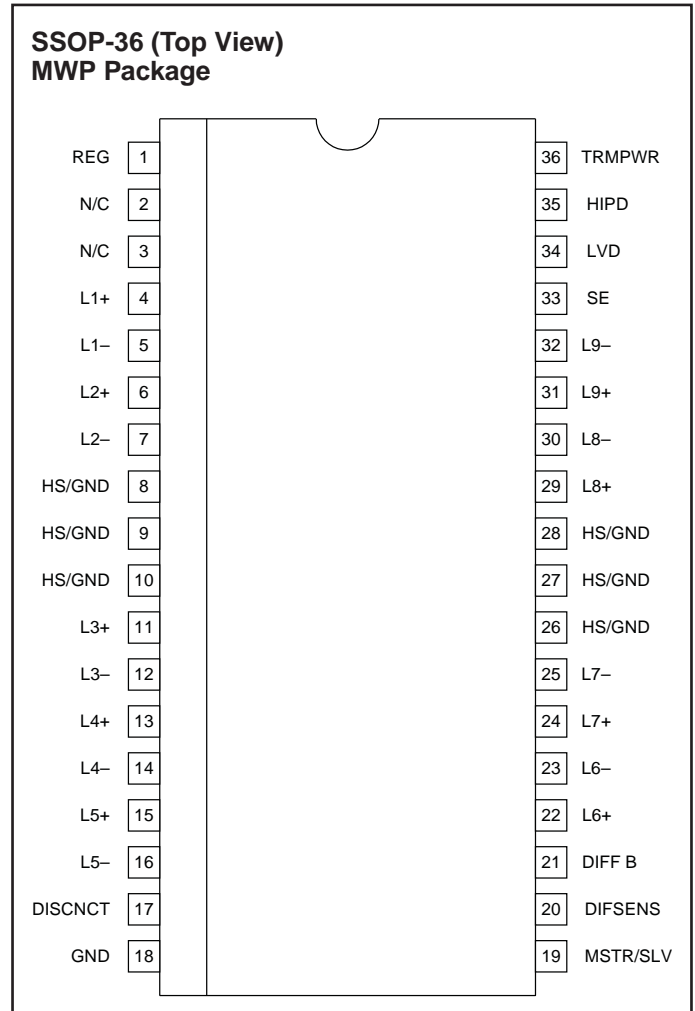 SSOP-36 (Top View)
MWP Package
REG 1
N/C 2
N/C 3
L1+ 4
L1– 5
L2+ 6
L2– 7
HS/GND 8
HS/GND 9
HS/GND 10
L3+ 11
L3– 12
L4+ 13
L4– 14
L5+ 15
L5– 16
DISCNCT 17
GND 18
36 TRMPWR
35 HIPD
34 LVD
33 SE
32 L9–
31 L9+
30 L8–
29 L8+
28 HS/GND
27 HS/GND
26 HS/GND
25 L7–
24 L7+
23 L6–
22 L6+
21 DIFF B
20 DIFSENS
19 MSTR/SLV